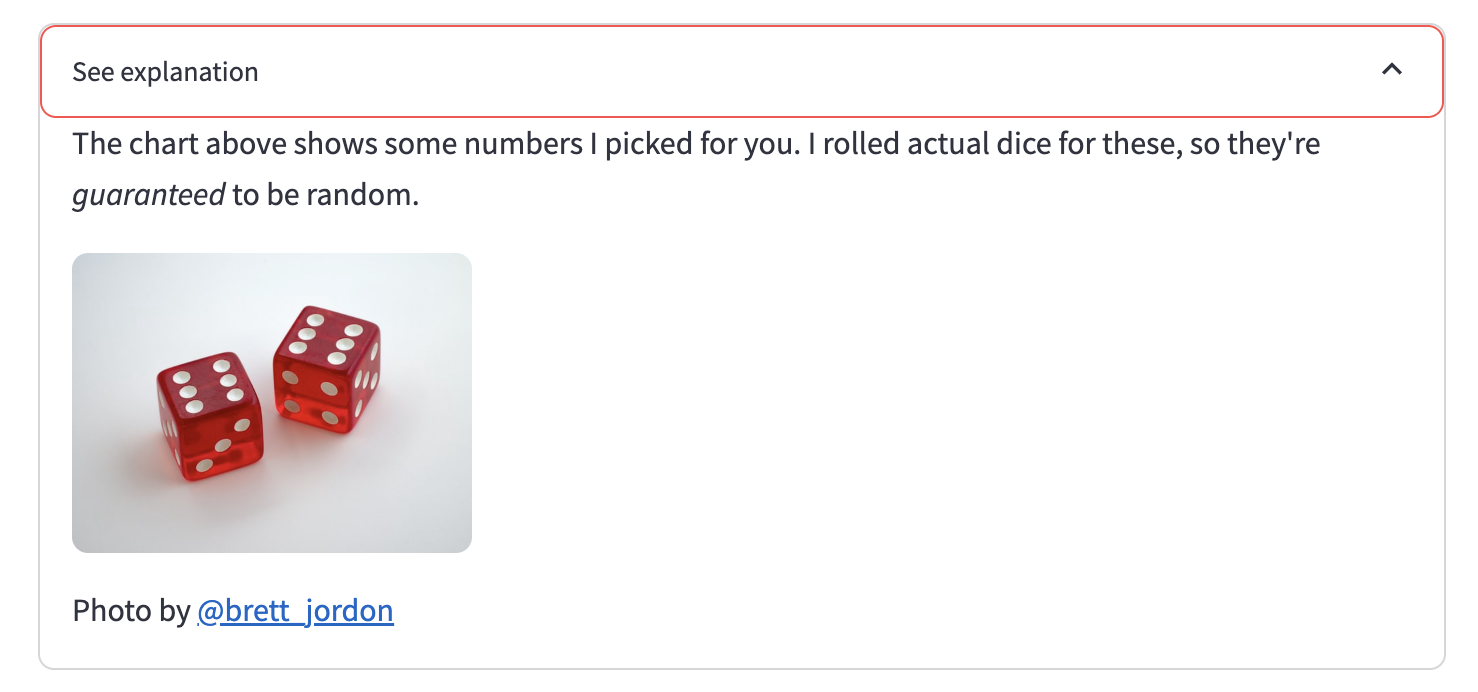 See explanation
The chart above shows some numbers I picked for you. I rolled actual dice for these, so they're
guaranteed to be random.
Photo by @brett_jordon